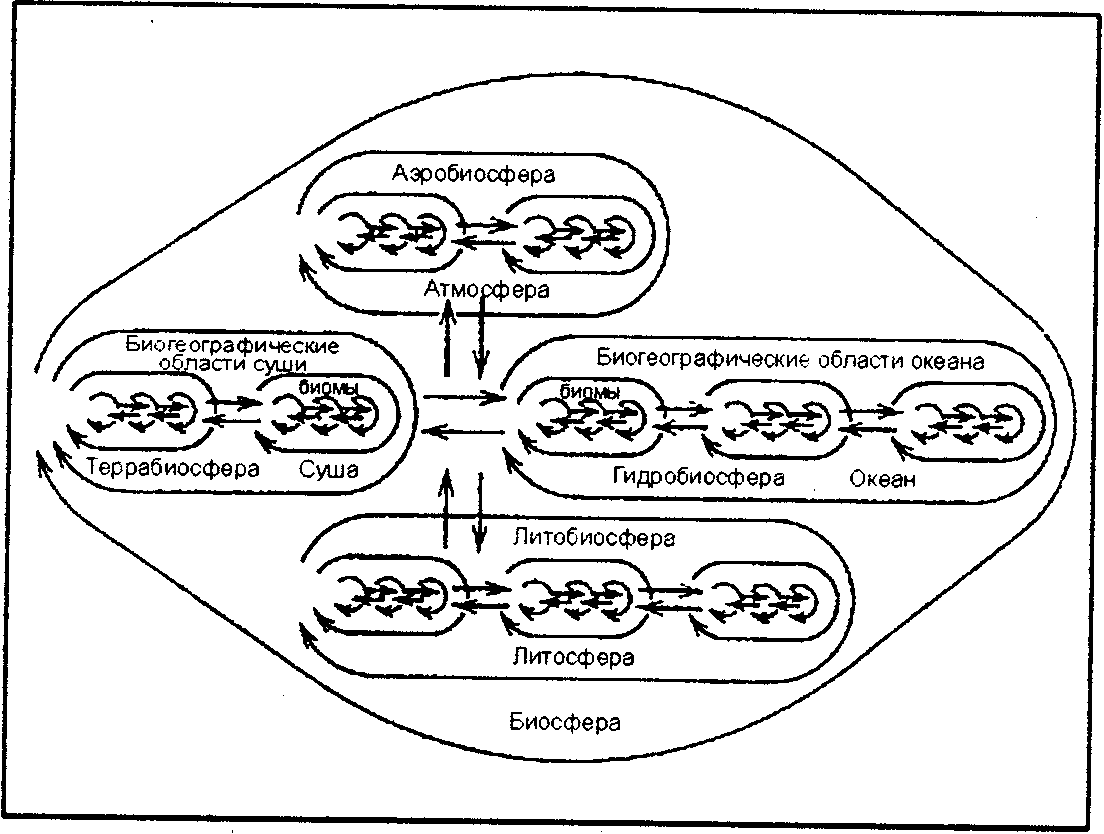 Аэробиосфера
Атмосфера
Биогеографические
области суши
биомы
Террабиосфера
Суша
Биогеографические области океана
биомы
Гидробиосфера
Океан
Литобиосфера
Литосфера
Биосфера